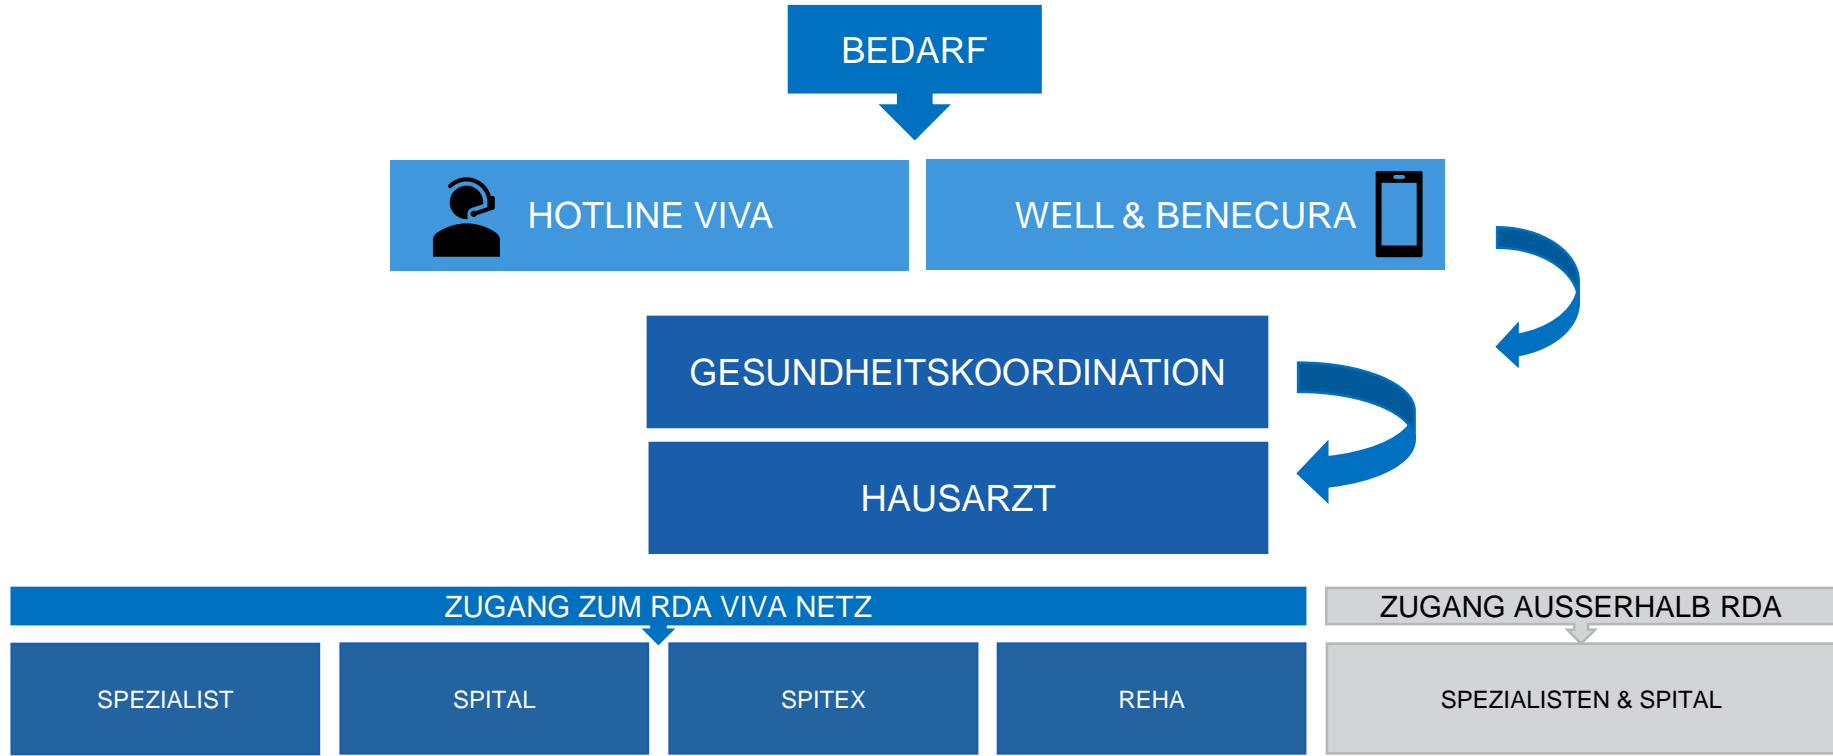 BEDARF
HOTLINE VIVA
WELL & BENECURA
GESUNDHEITSKOORDINATION
HAUSARZT
ZUGANG ZUM RDA VIVA NETZ
ZUGANG AUSSERHALB RDA
SPEZIALIST
SPITAL
SPITEX
REHA
SPEZIALISTEN & SPITAL